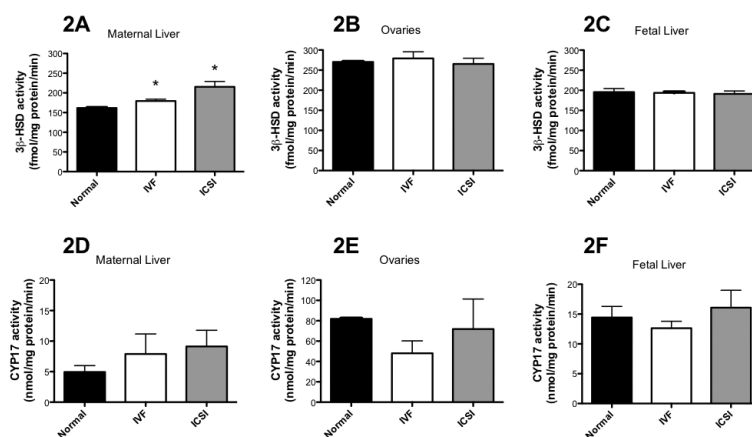 2A
Maternal Liver
3β-HSD activity
(fmol/mg protein/min)
250
200
150
100
50
0
*
*
Normal
IVF
ICSI
2B
Ovaries
3β-HSD activity
(fmol/mg protein/min)
300
250
200
150
100
50
0
Normal
IVF
ICSI
2C
Fetal Liver
3β-HSD activity
(fmol/mg protein/min)
300
250
200
150
100
50
0
Normal
IVF
ICSI
2D
Maternal Liver
CYP17 activity
(nmol/mg protein/min)
20
15
10
5
0
Normal
IVF
ICSI
2E
Ovaries
CYP17 activity
(nmol/mg protein/min)
120
100
80
60
40
20
0
Normal
IVF
ICSI
2F
Fetal Liver
CYP17 activity
(nmol/mg protein/min)
20
15
10
5
0
Normal
IVF
ICSI